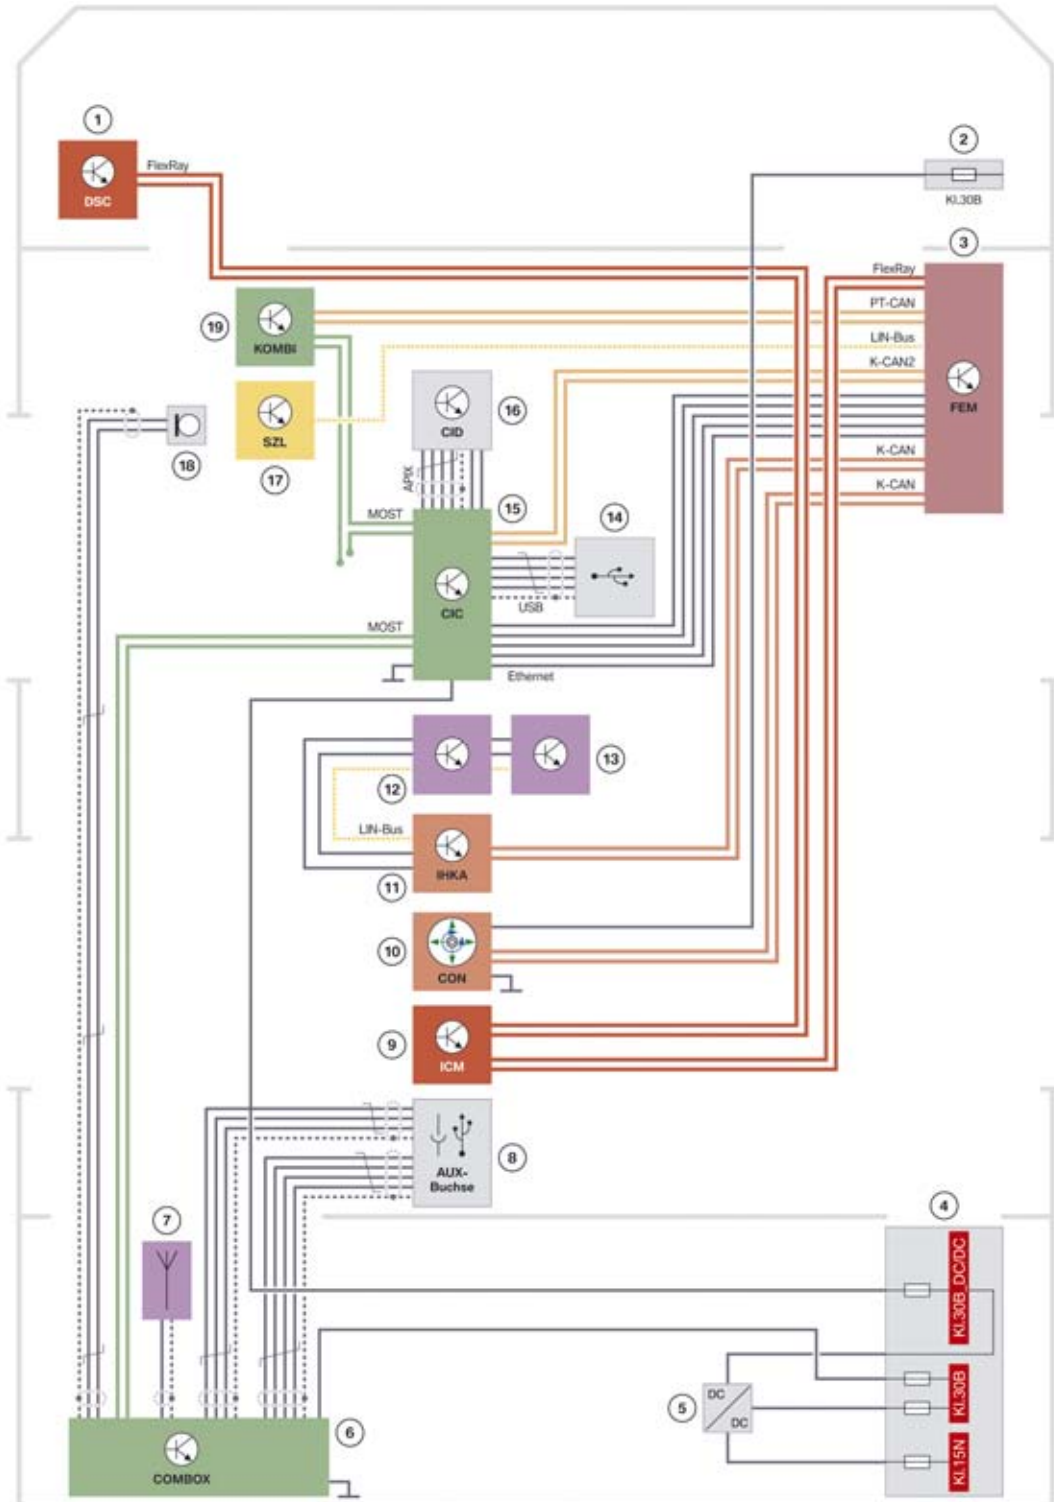 1
DSC
FlexRay
2
Kl.30B
3
FlexRay
PT-CAN
LIN-Bus
K-CAN2
FEM
K-CAN
K-CAN
19
KOMBI
SZL
17
18
CID
16
APIX
MOST
15
14
CIC
USB
MOST
Ethernet
12
13
LIN-Bus
IHKA
11
10
CON
9
ICM
AUX-
Buchse
8
7
4
Kl.30B_DC/DC
Kl.30B
Kl.15N
5
DC
DC
6
COMBOX